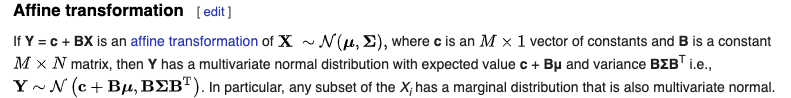 Affine transformation [ edit ]
If Y = c + BX is an affine transformation of X ∼ 𝒩(μ, Σ), where c is an M × 1 vector of constants and B is a constant
M × N matrix, then Y has a multivariate normal distribution with expected value c + Bμ and variance BΣBᵀ i.e.,
Y ∼ 𝒩 (c + Bμ, BΣBᵀ). In particular, any subset of the Xᵢ has a marginal distribution that is also multivariate normal.